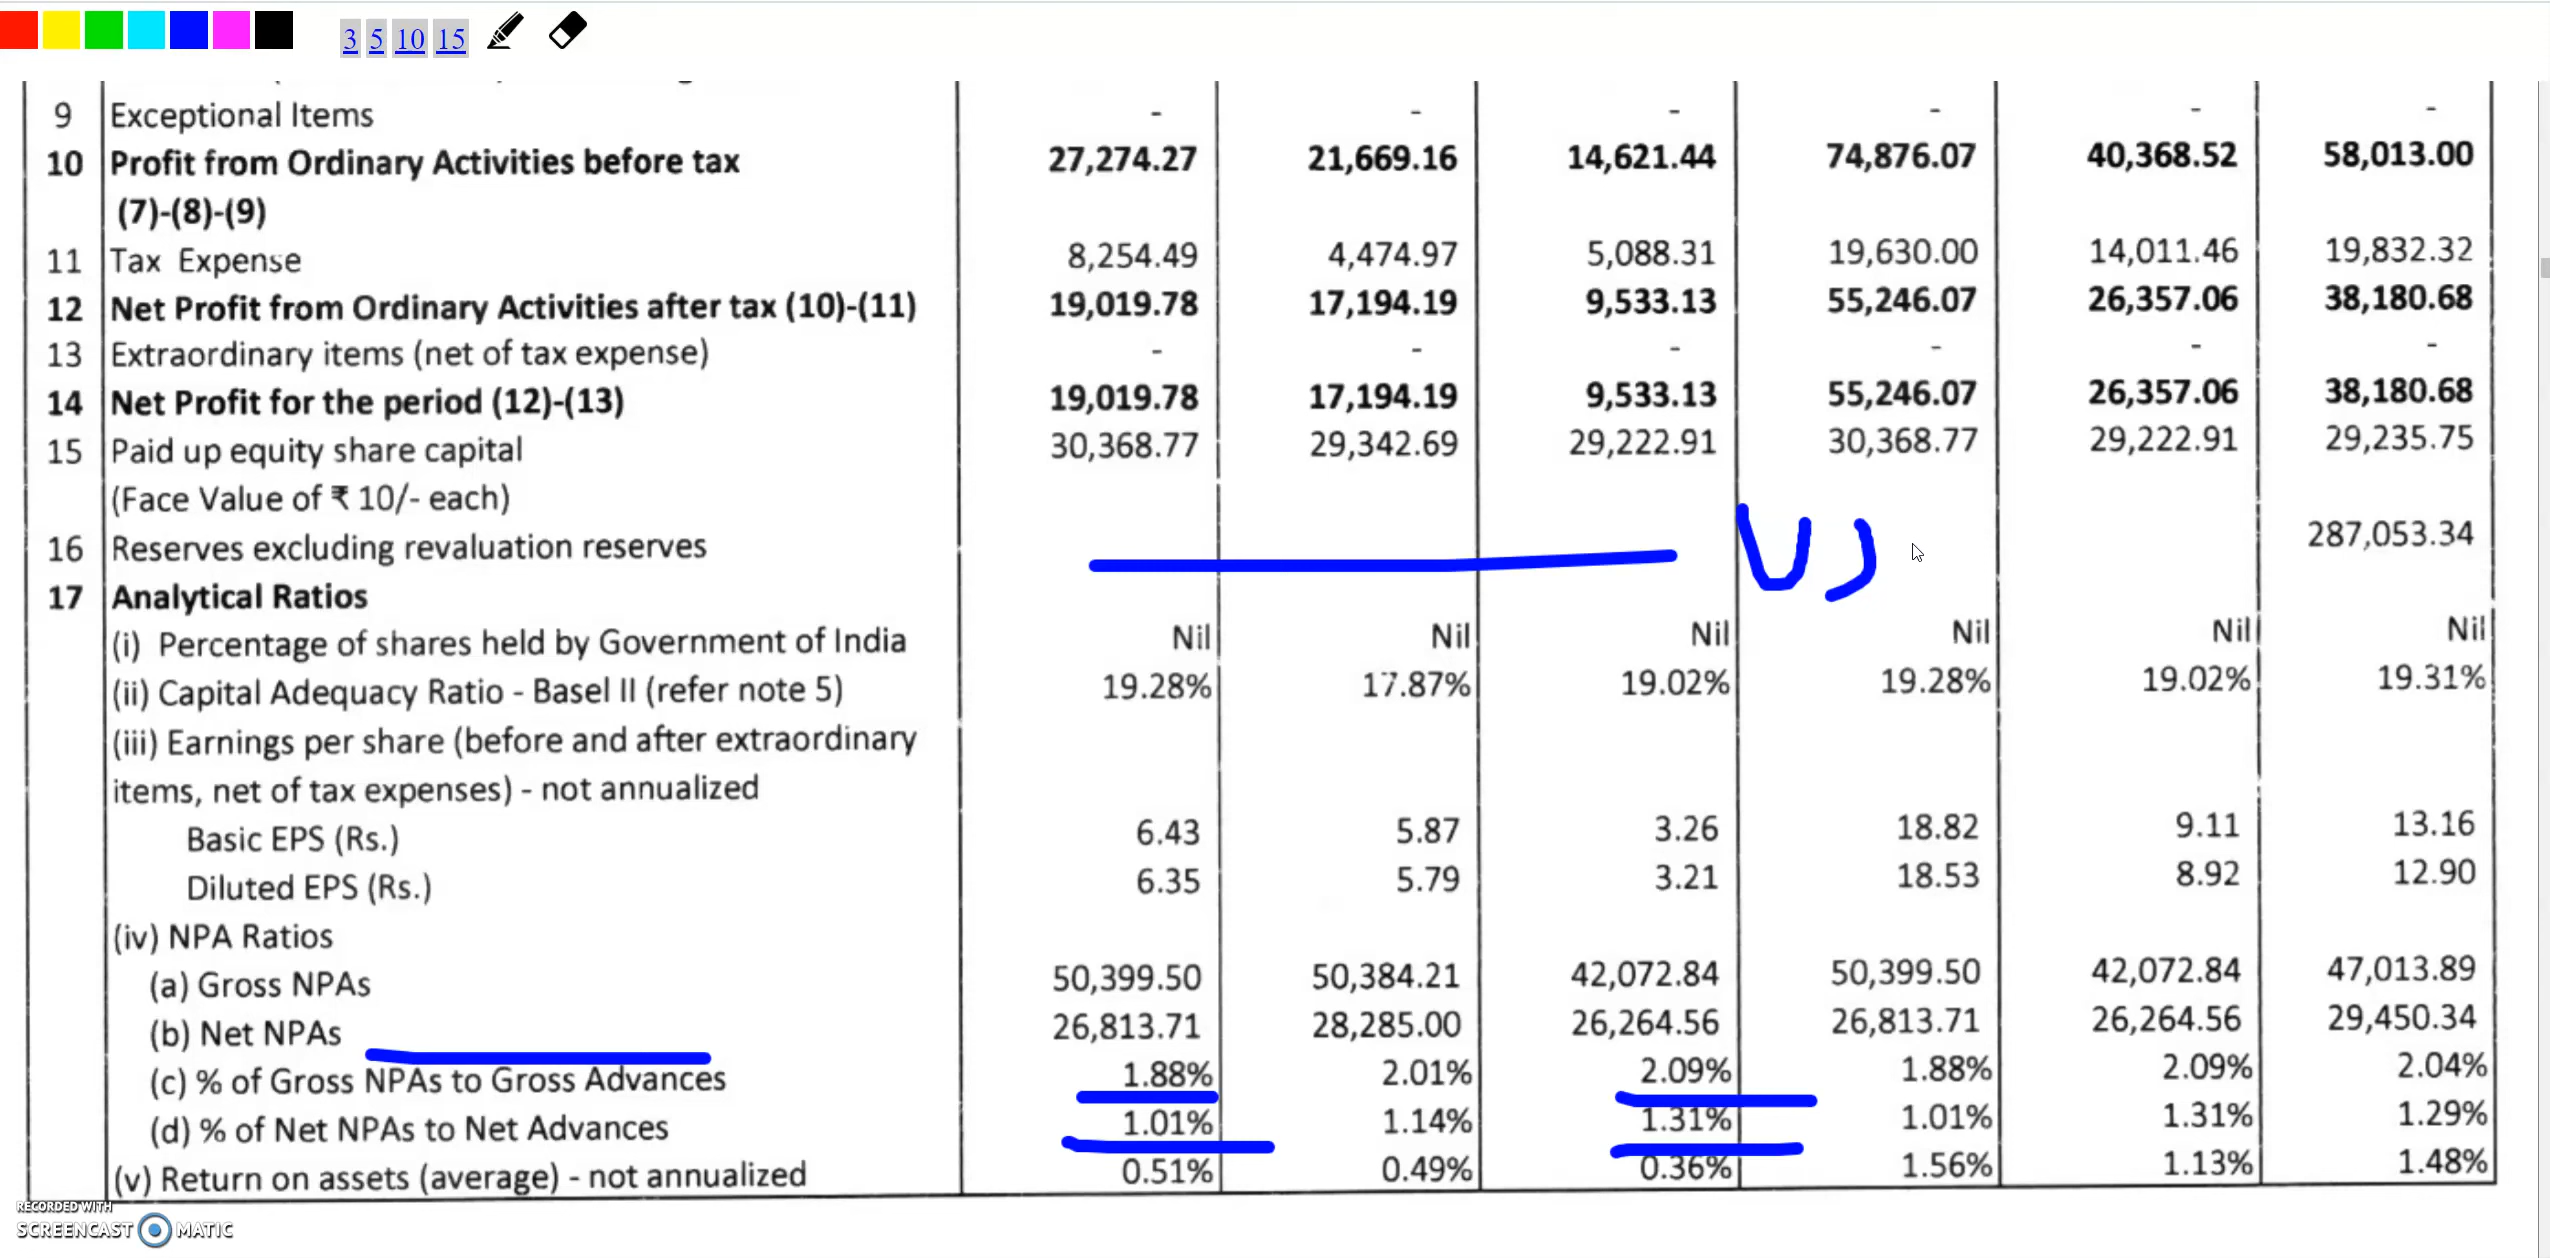 3 5 10 15
9 Exceptional Items - - - - - -
10 Profit from Ordinary Activities before tax 27,274.27 21,669.16 14,621.44 74,876.07 40,368.52 58,013.00
(7)-(8)-(9)
11 Tax Expense 8,254.49 4,474.97 5,088.31 19,630.00 14,011.46 19,832.32
12 Net Profit from Ordinary Activities after tax (10)-(11) 19,019.78 17,194.19 9,533.13 55,246.07 26,357.06 38,180.68
13 Extraordinary items (net of tax expense) - - - - - -
14 Net Profit for the period (12)-(13) 19,019.78 17,194.19 9,533.13 55,246.07 26,357.06 38,180.68
15 Paid up equity share capital 30,368.77 29,342.69 29,222.91 30,368.77 29,222.91 29,235.75
(Face Value of ₹ 10/- each)
16 Reserves excluding revaluation reserves 287,053.34
VS
17 Analytical Ratios
(i) Percentage of shares held by Government of India Nil Nil Nil Nil Nil Nil
(ii) Capital Adequacy Ratio - Basel II (refer note 5) 19.28% 17.87% 19.02% 19.28% 19.02% 19.31%
(iii) Earnings per share (before and after extraordinary
items, net of tax expenses) - not annualized
Basic EPS (Rs.) 6.43 5.87 3.26 18.82 9.11 13.16
Diluted EPS (Rs.) 6.35 5.79 3.21 18.53 8.92 12.90
(iv) NPA Ratios
(a) Gross NPAs 50,399.50 50,384.21 42,072.84 50,399.50 42,072.84 47,013.89
(b) Net NPAs 26,813.71 28,285.00 26,264.56 26,813.71 26,264.56 29,450.34
(c) % of Gross NPAs to Gross Advances 1.88% 2.01% 2.09% 1.88% 2.09% 2.04%
(d) % of Net NPAs to Net Advances 1.01% 1.14% 1.31% 1.01% 1.31% 1.29%
(v) Return on assets (average) - not annualized 0.51% 0.49% 0.36% 1.56% 1.13% 1.48%
RECORDED WITH
SCREENCAST MATIC